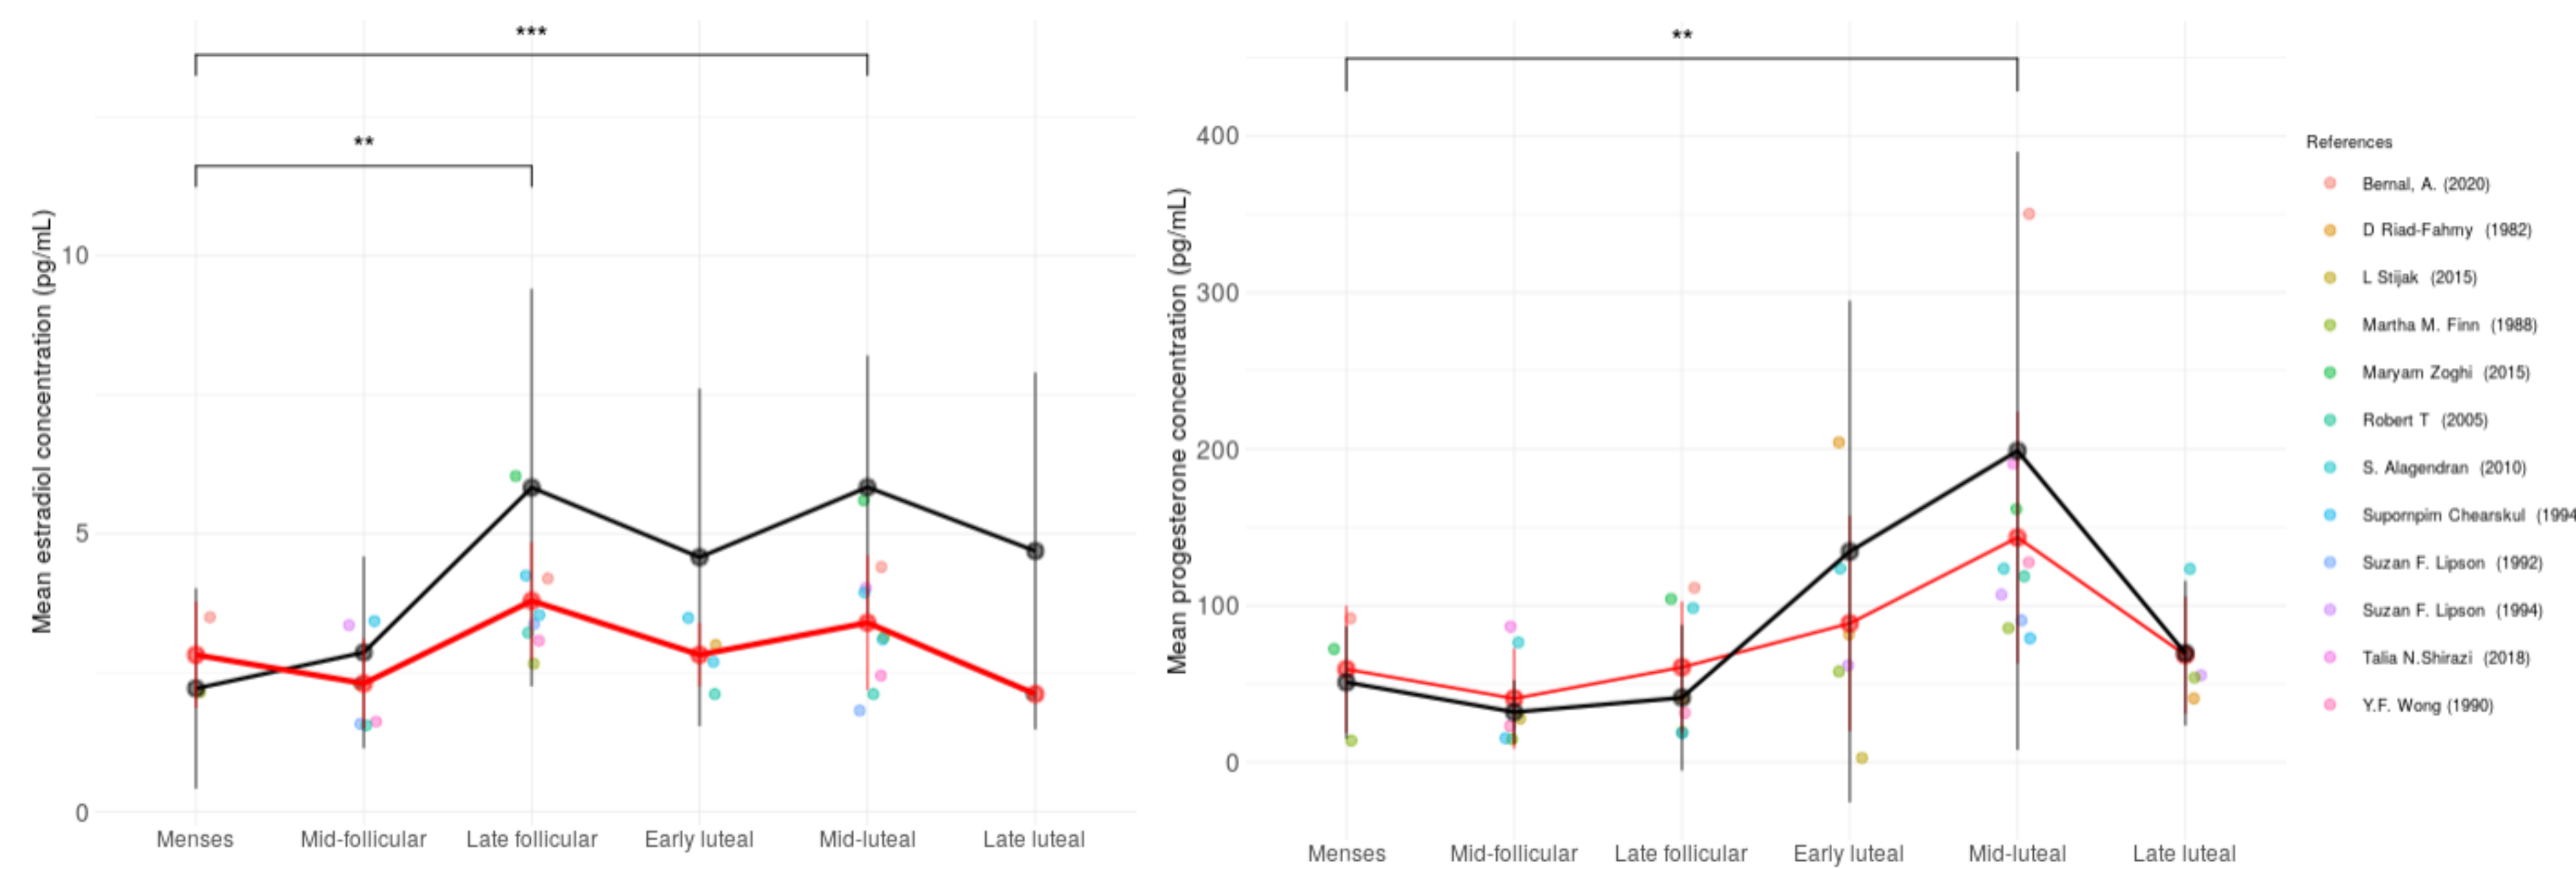 ***
**
Mean estradiol concentration (pg/mL)
10
5
0
Menses
Mid-follicular
Late follicular
Early luteal
Mid-luteal
Late luteal
**
Mean progesterone concentration (pg/mL)
400
300
200
100
0
Menses
Mid-follicular
Late follicular
Early luteal
Mid-luteal
Late luteal
References
Bernal, A. (2020)
D Riad-Fahmy (1982)
L Stijak (2015)
Martha M. Finn (1988)
Maryam Zoghi (2015)
Robert T (2005)
S. Alagendran (2010)
Supornpim Chearskul (1994
Suzan F. Lipson (1992)
Suzan F. Lipson (1994)
Talia N.Shirazi (2018)
Y.F. Wong (1990)